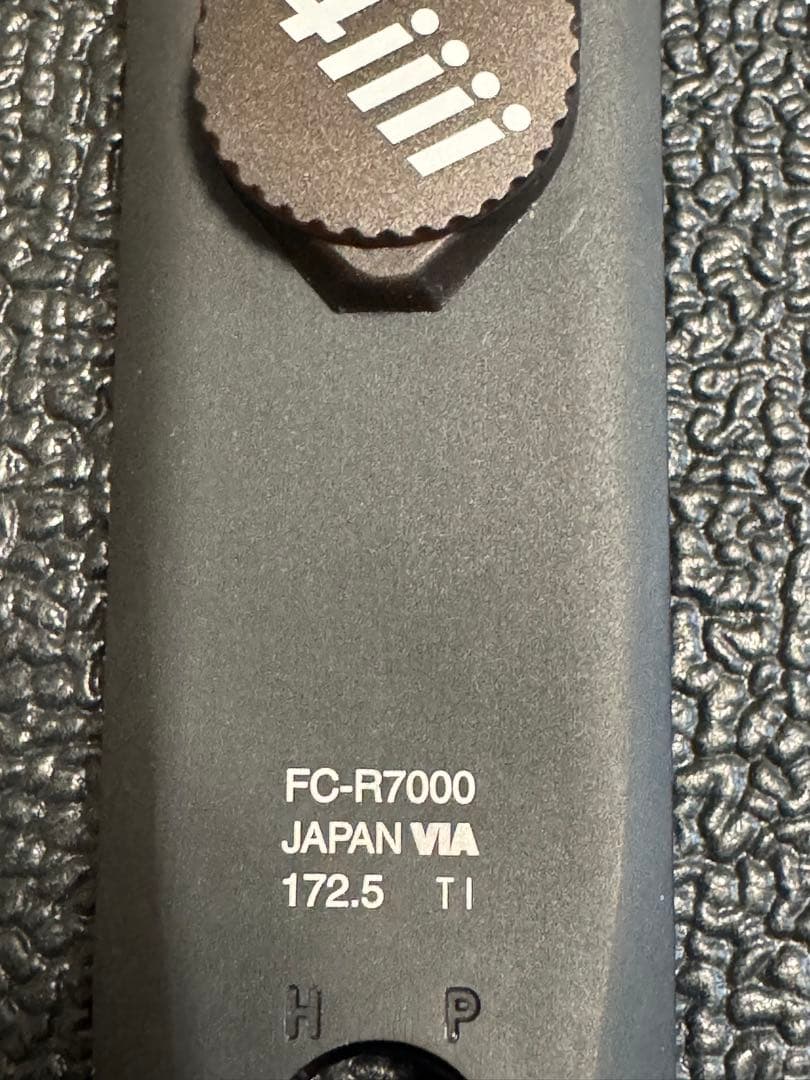 4iiii
FC-R7000
JAPAN VIA
172.5 TI
H P